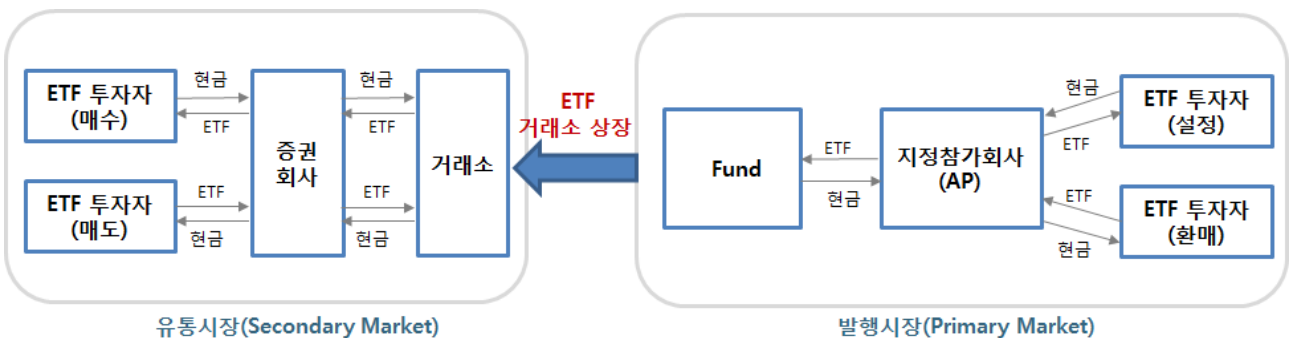 ETF 투자자
(매수)
현금
ETF
ETF 투자자
(매도)
ETF
현금
증권
회사
현금
ETF
ETF
현금
거래소
유통시장(Secondary Market)
ETF
거래소 상장
Fund
ETF
현금
지정참가회사
(AP)
현금
ETF
ETF 투자자
(설정)
ETF
현금
ETF 투자자
(환매)
발행시장(Primary Market)